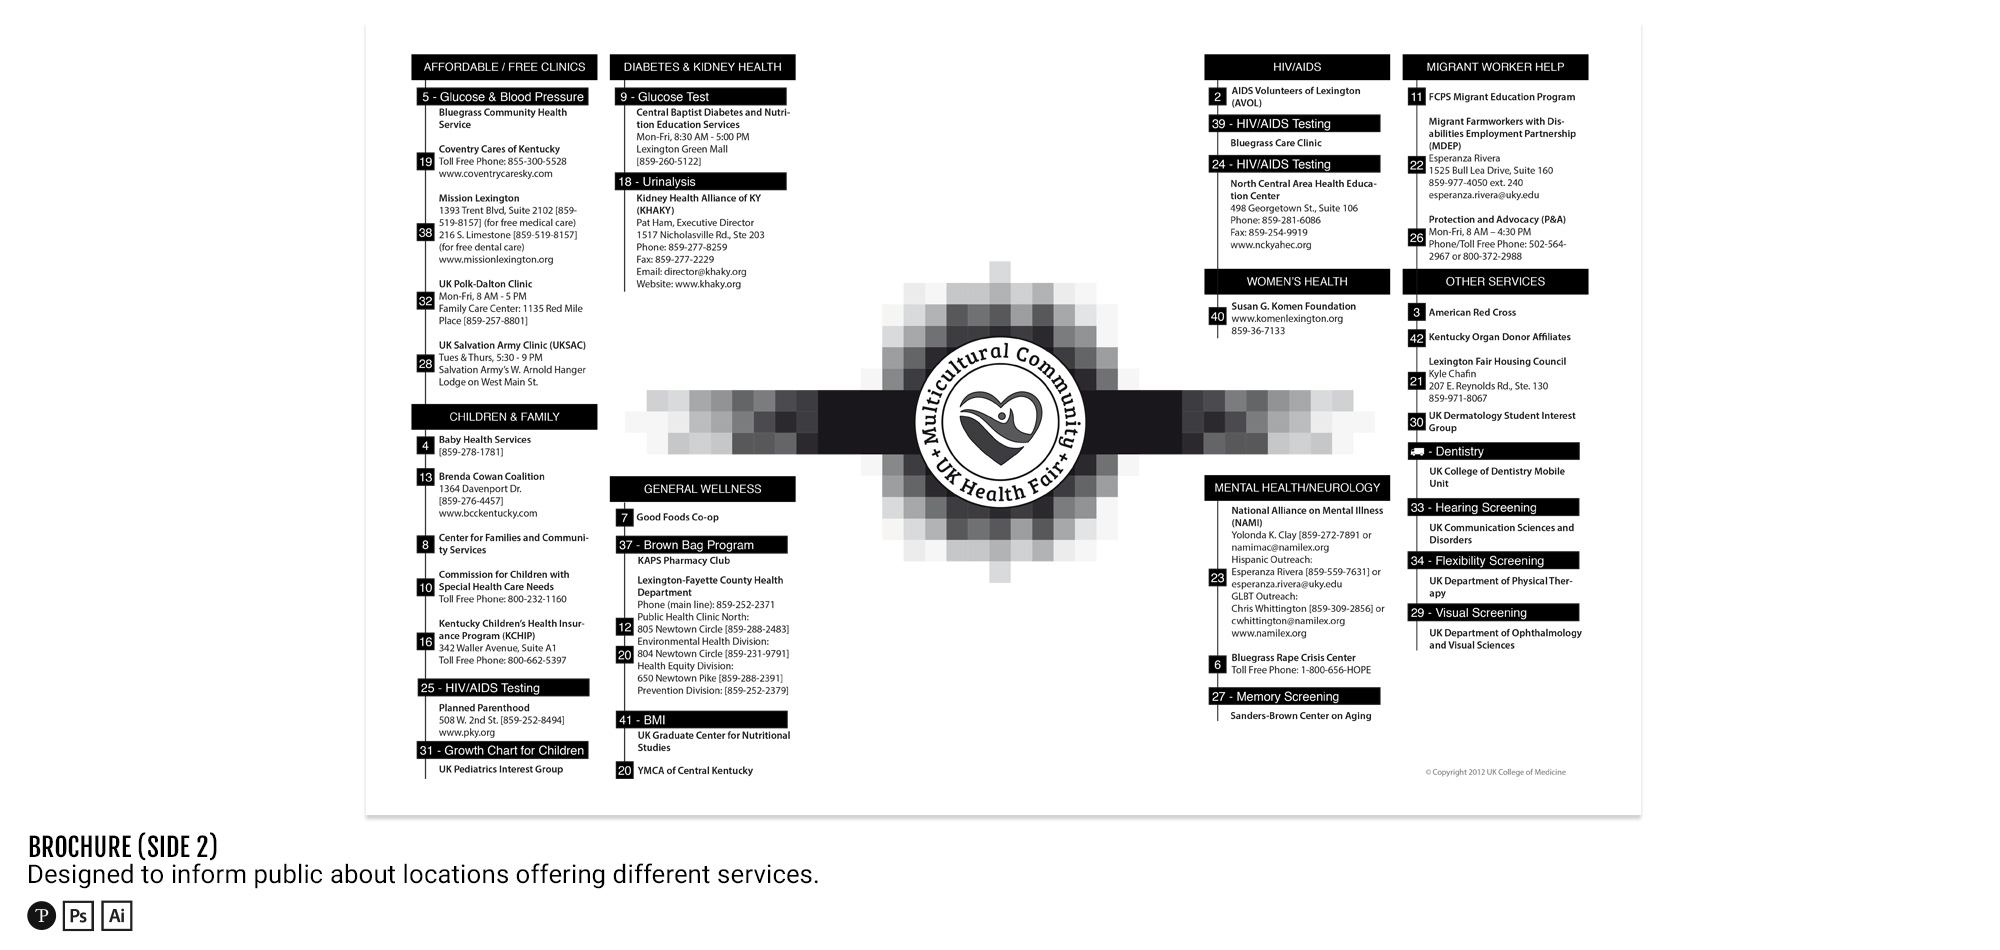 AFFORDABLE / FREE CLINICS
5 - Glucose & Blood Pressure
Bluegrass Community Health
Service
19
Coventry Cares of Kentucky
Toll Free Phone: 855-300-5528
www.coventrycaresky.com
38
Mission Lexington
1393 Trent Blvd, Suite 2102 [859-
519-8157] (for free medical care)
216 S. Limestone [859-519-8157]
(for free dental care)
www.missionlexington.org
32
UK Polk-Dalton Clinic
Mon-Fri, 8 AM - 5 PM
Family Care Center: 1135 Red Mile
Place [859-257-8801]
28
UK Salvation Army Clinic (UKSAC)
Tues & Thurs, 5:30 - 9 PM
Salvation Army's W. Arnold Hanger
Lodge on West Main St.
CHILDREN & FAMILY
4
Baby Health Services
[859-278-1781]
13
Brenda Cowan Coalition
1364 Davenport Dr.
[859-276-4457]
www.bcckentucky.com
8
Center for Families and Communi-
ty Services
10
Commission for Children with
Special Health Care Needs
Toll Free Phone: 800-232-1160
16
Kentucky Children's Health Insur-
ance Program (KCHIP)
342 Waller Avenue, Suite A1
Toll Free Phone: 800-662-5397
25 - HIV/AIDS Testing
Planned Parenthood
508 W. 2nd St. [859-252-8494]
www.pky.org
31 - Growth Chart for Children
UK Pediatrics Interest Group
DIABETES & KIDNEY HEALTH
9 - Glucose Test
Central Baptist Diabetes and Nutri-
tion Education Services
Mon-Fri, 8:30 AM - 5:00 PM
Lexington Green Mall
[859-260-5122]
18 - Urinalysis
Kidney Health Alliance of KY
(KHAKY)
Pat Ham, Executive Director
1517 Nicholasville Rd., Ste 203
Phone: 859-277-8259
Fax: 859-277-2229
Email: director@khaky.org
Website: www.khaky.org
GENERAL WELLNESS
7
Good Foods Co-op
37 - Brown Bag Program
KAPS Pharmacy Club
12
20
Lexington-Fayette County Health
Department
Phone (main line): 859-252-2371
Public Health Clinic North:
805 Newtown Circle [859-288-2483]
Environmental Health Division:
804 Newtown Circle [859-231-9791]
Health Equity Division:
650 Newtown Pike [859-288-2391]
Prevention Division: [859-252-2379]
41 - BMI
UK Graduate Center for Nutritional
Studies
20
YMCA of Central Kentucky
Multicultural Community
+ UK Health Fair +
HIV/AIDS
2
AIDS Volunteers of Lexington
(AVOL)
39 - HIV/AIDS Testing
Bluegrass Care Clinic
24 - HIV/AIDS Testing
North Central Area Health Educa-
tion Center
498 Georgetown St., Suite 106
Phone: 859-281-6086
Fax: 859-254-9919
www.nckyahec.org
WOMEN'S HEALTH
40
Susan G. Komen Foundation
www.komenlexington.org
859-36-7133
MENTAL HEALTH/NEUROLOGY
23
National Alliance on Mental Illness
(NAMI)
Yolonda K. Clay [859-272-7891 or
namimac@namilex.org
Hispanic Outreach:
Esperanza Rivera [859-559-7631] or
esperanza.rivera@uky.edu
GLBT Outreach:
Chris Whittington [859-309-2856] or
cwhittington@namilex.org
www.namilex.org
6
Bluegrass Rape Crisis Center
Toll Free Phone: 1-800-656-HOPE
27 - Memory Screening
Sanders-Brown Center on Aging
MIGRANT WORKER HELP
11
FCPS Migrant Education Program
22
Migrant Farmworkers with Dis-
abilities Employment Partnership
(MDEP)
Esperanza Rivera
1525 Bull Lea Drive, Suite 160
859-977-4050 ext. 240
esperanza.rivera@uky.edu
26
Protection and Advocacy (P&A)
Mon-Fri, 8 AM – 4:30 PM
Phone/Toll Free Phone: 502-564-
2967 or 800-372-2988
OTHER SERVICES
3
American Red Cross
42
Kentucky Organ Donor Affiliates
21
Lexington Fair Housing Council
Kyle Chafin
207 E. Reynolds Rd., Ste. 130
859-971-8067
30
UK Dermatology Student Interest
Group
- Dentistry
UK College of Dentistry Mobile
Unit
33 - Hearing Screening
UK Communication Sciences and
Disorders
34 - Flexibility Screening
UK Department of Physical Ther-
apy
29 - Visual Screening
UK Department of Ophthalmology
and Visual Sciences
© Copyright 2012 UK College of Medicine
BROCHURE (SIDE 2)
Designed to inform public about locations offering different services.
Ps
Ai